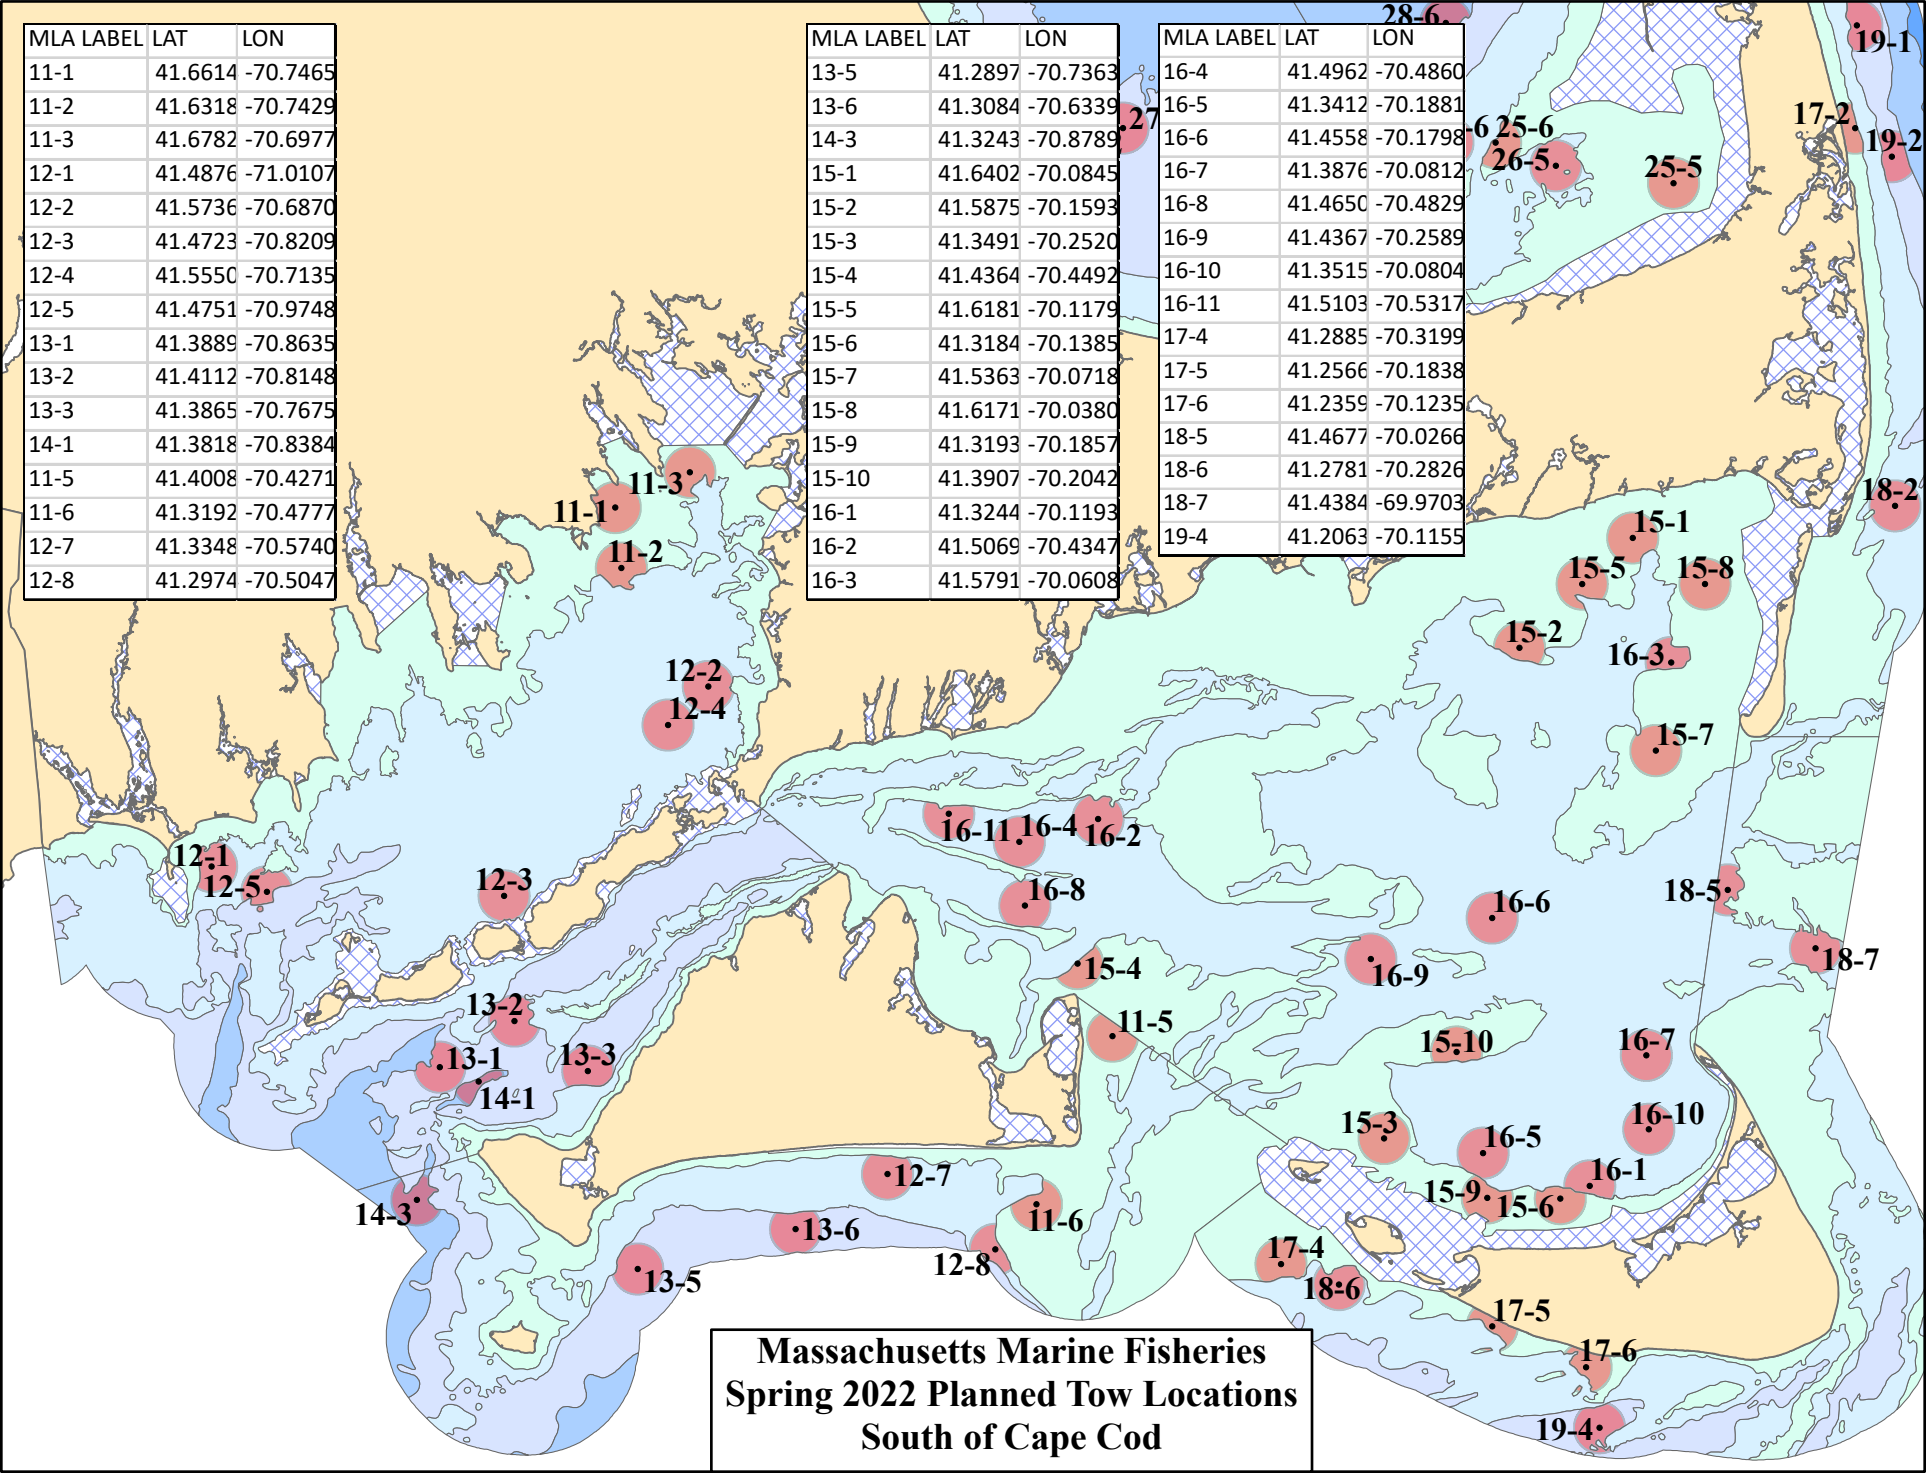 MLA LABEL LAT LON
11-1 41.6614 -70.7465
11-2 41.6318 -70.7429
11-3 41.6782 -70.6977
12-1 41.4876 -71.0107
12-2 41.5736 -70.6870
12-3 41.4723 -70.8209
12-4 41.5550 -70.7135
12-5 41.4751 -70.9748
13-1 41.3889 -70.8635
13-2 41.4112 -70.8148
13-3 41.3865 -70.7675
14-1 41.3818 -70.8384
11-5 41.4008 -70.4271
11-6 41.3192 -70.4777
12-7 41.3348 -70.5740
12-8 41.2974 -70.5047
MLA LABEL LAT LON
13-5 41.2897 -70.7363
13-6 41.3084 -70.6339
14-3 41.3243 -70.8789
15-1 41.6402 -70.0845
15-2 41.5875 -70.1593
15-3 41.3491 -70.2520
15-4 41.4364 -70.4492
15-5 41.6181 -70.1179
15-6 41.3184 -70.1385
15-7 41.5363 -70.0718
15-8 41.6171 -70.0380
15-9 41.3193 -70.1857
15-10 41.3907 -70.2042
16-1 41.3244 -70.1193
16-2 41.5069 -70.4347
16-3 41.5791 -70.0608
MLA LABEL LAT LON
16-4 41.4962 -70.4860
16-5 41.3412 -70.1881
16-6 41.4558 -70.1798
16-7 41.3876 -70.0812
16-8 41.4650 -70.4829
16-9 41.4367 -70.2589
16-10 41.3515 -70.0804
16-11 41.5103 -70.5317
17-4 41.2885 -70.3199
17-5 41.2566 -70.1838
17-6 41.2359 -70.1235
18-5 41.4677 -70.0266
18-6 41.2781 -70.2826
18-7 41.4384 -69.9703
19-4 41.2063 -70.1155
28-6
19-1
27
17-2
-6 25-6
19-2
26-5
25-5
11-3
18-2
11-1
15-1
11-2
15-5
15-8
15-2
16-3
12-2
12-4
15-7
16-11
16-4
16-2
12-1
12-5
12-3
16-8
18-5
16-6
18-7
15-4
16-9
13-2
11-5
13-1
13-3
15-10
16-7
14-1
15-3
16-10
16-5
12-7
16-1
15-9
15-6
14-3
11-6
13-6
12-8
17-4
13-5
18-6
17-5
17-6
19-4
Massachusetts Marine Fisheries
Spring 2022 Planned Tow Locations
South of Cape Cod